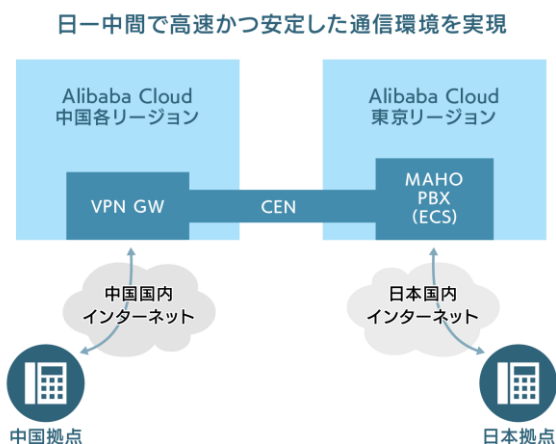 日ー中間で高速かつ安定した通信環境を実現
Alibaba Cloud
中国各リージョン
Alibaba Cloud
東京リージョン
VPN GW
CEN
MAHO
PBX
(ECS)
中国国内
インターネット
日本国内
インターネット
中国拠点
日本拠点